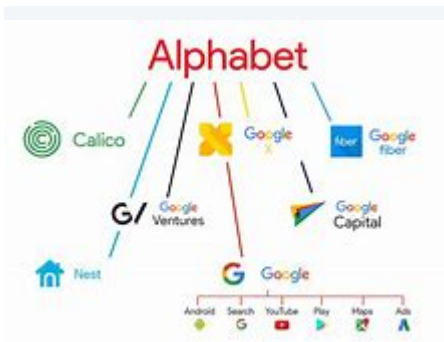 Alphabet
Calico
Google
X
fiber
Google
fiber
G/
Google
Ventures
Google
Capital
Nest
G
Google
Android
Search
YouTube
Play
Maps
Ads
G